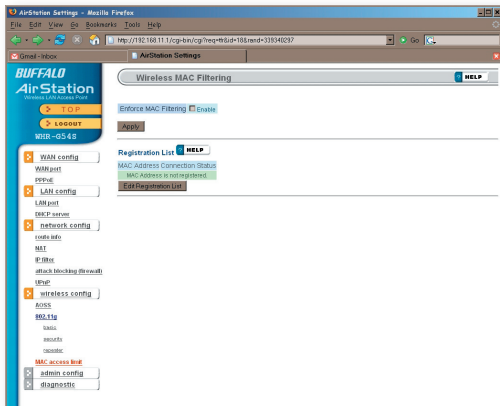 AirStation Settings - Mozilla Firefox
File Edit View Go Bookmarks Tools Help
http://192.168.11.1/cgi-bin/cgi?req=ttr&id=18&rand=339340297
Go
Gmail - Inbox
AirStation Settings
BUFFALO
AirStation
Wireless LAN Access Point
TOP
LOGOUT
WHR-G54S
WAN config
WAN port
PPPoE
LAN config
LAN port
DHCP server
network config
route info
NAT
IP filter
attack blocking (firewall)
UPnP
wireless config
AOSS
802.11g
basic
security
repeater
MAC access limit
admin config
diagnostic
Wireless MAC Filtering
HELP
Enforce MAC Filtering Enable
Apply
Registration List HELP
MAC Address Connection Status
MAC Address is not registered
Edit Registration List